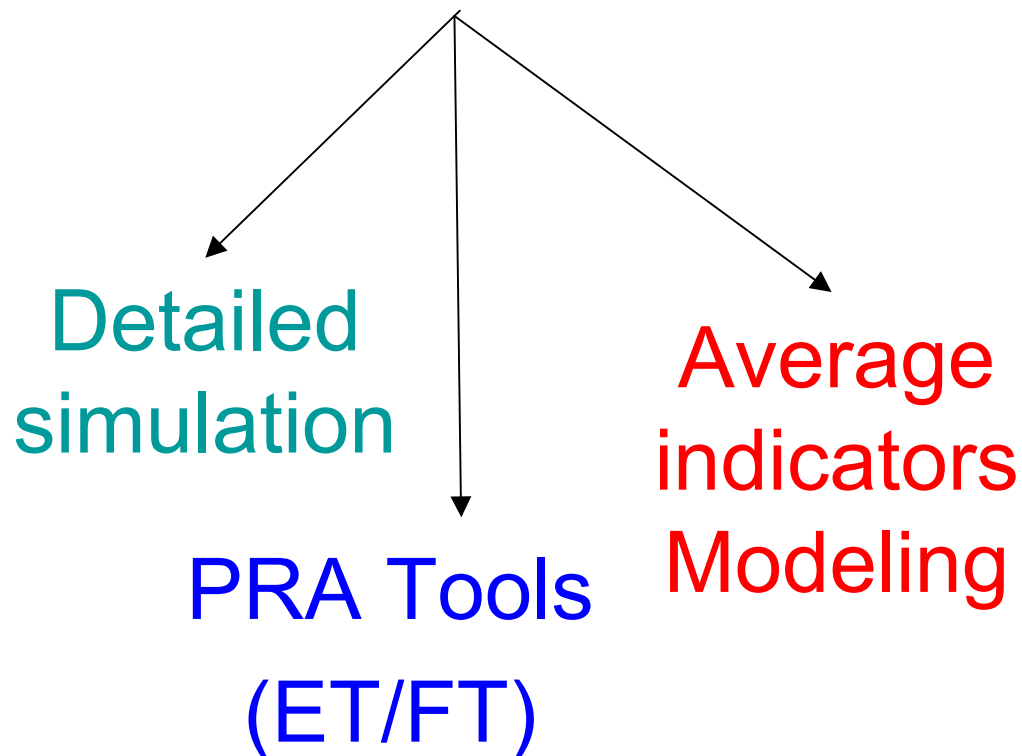 Detailed
simulation
PRA Tools
(ET/FT)
Average
indicators
Modeling